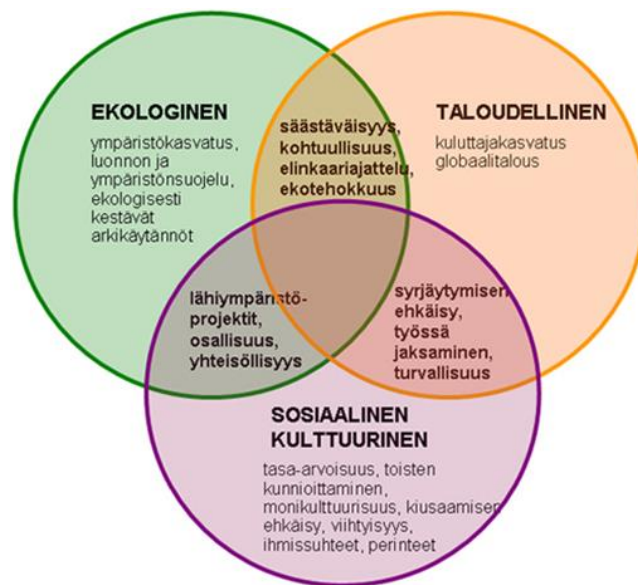 EKOLOGINEN
ympäristökasvatus,
luonnon ja
ympäristönsuojelu,
ekologisesti
kestävät
arkikäytännöt
säästäväisyys,
kohtuullisuus,
elinkaariajattelu,
ekotehokkuus
TALOUDELLINEN
kuluttajakasvatus
globaalitalous
lähiympäristö-
projektit,
osallisuus,
yhteisöllisyys
syrjäytymisen
ehkäisy,
työssä
jaksaminen,
turvallisuus
SOSIAALINEN
KULTTUURINEN
tasa-arvoisuus, toisten
kunnioittaminen,
monikulttuurisuus, kiusaamisen
ehkäisy, viihtyisyys,
ihmissuhteet, perinteet